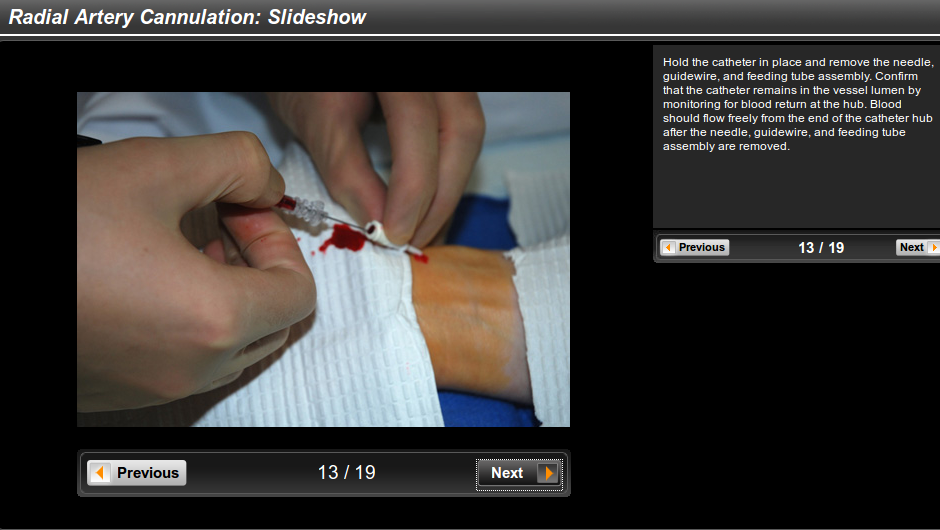 Radial Artery Cannulation: Slideshow
Hold the catheter in place and remove the needle,
guidewire, and feeding tube assembly. Confirm
that the catheter remains in the vessel lumen by
monitoring for blood return at the hub. Blood
should flow freely from the end of the catheter hub
after the needle, guidewire, and feeding tube
assembly are removed.
Previous 13 / 19 Next
Previous 13 / 19 Next